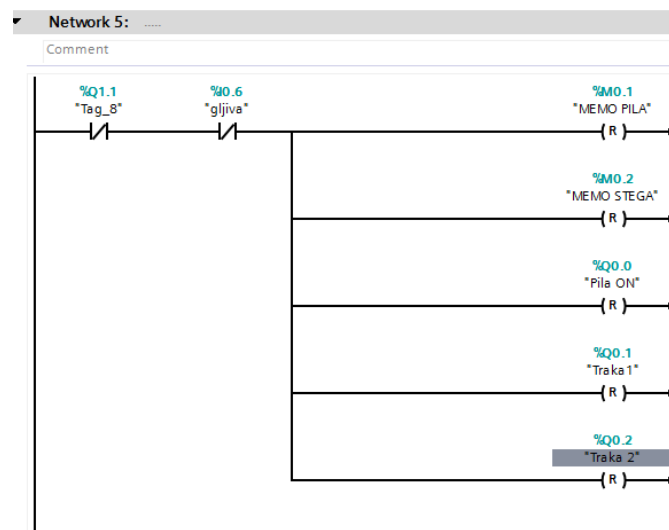 Network 5: .....
Comment
%Q1.1
"Tag_8"
%I0.6
"gljiva"
%M0.1
"MEMO PILA"
( R )
%M0.2
"MEMO STEGA"
( R )
%Q0.0
"Pila ON"
( R )
%Q0.1
"Traka1"
( R )
%Q0.2
"Traka 2"
( R )